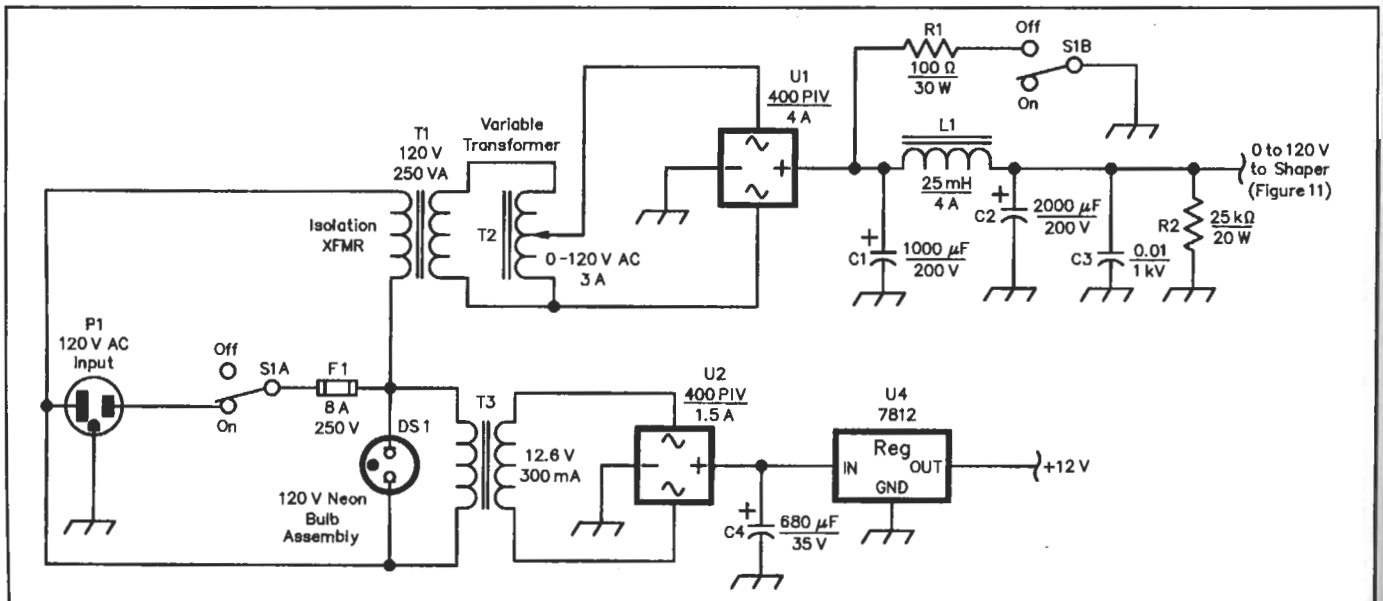 R1
100 Ω
30 W
Off
S1B
On
U1
400 PIV
4 A
~
- +
~
T1
120 V
250 VA
Variable
Transformer
Isolation
XFMR
T2
0-120 V AC
3 A
L1
25 mH
4 A
+
C1
1000 µF
200 V
+
C2
2000 µF
200 V
C3
0.01
1 kV
R2
25 kΩ
20 W
0 to 120 V
to Shaper
(Figure 11)
P1
120 V AC
Input
Off
S1A
On
F1
8 A
250 V
DS1
120 V Neon
Bulb
Assembly
T3
12.6 V
300 mA
U2
400 PIV
1.5 A
~
- +
~
+
C4
680 µF
35 V
U4
7812
Reg
IN OUT
GND
+12 V